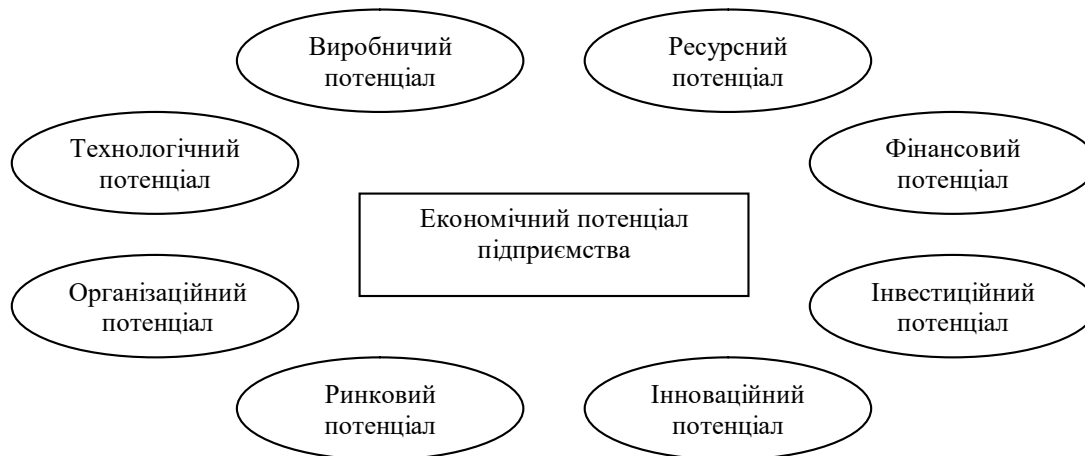 Виробничий
потенціал
Ресурсний
потенціал
Технологічний
потенціал
Фінансовий
потенціал
Економічний потенціал
підприємства
Організаційний
потенціал
Інвестиційний
потенціал
Ринковий
потенціал
Інноваційний
потенціал